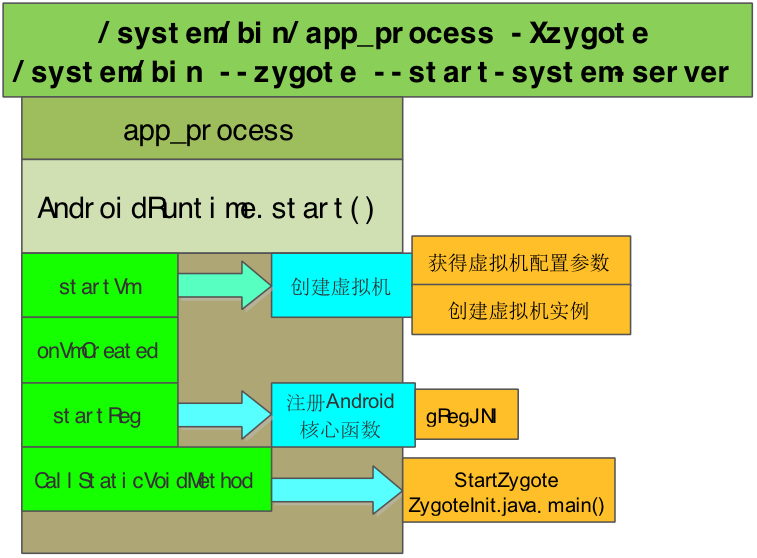 /system/bin/app_process -Xzygote
/system/bin --zygote --start-system-server
app_process
AndroidRuntime.start()
startVm
创建虚拟机
获得虚拟机配置参数
创建虚拟机实例
onVmCreated
startReg
注册Android
核心函数
gRegJNI
CallStaticVoidMethod
StartZygote
ZygoteInit.java. main()